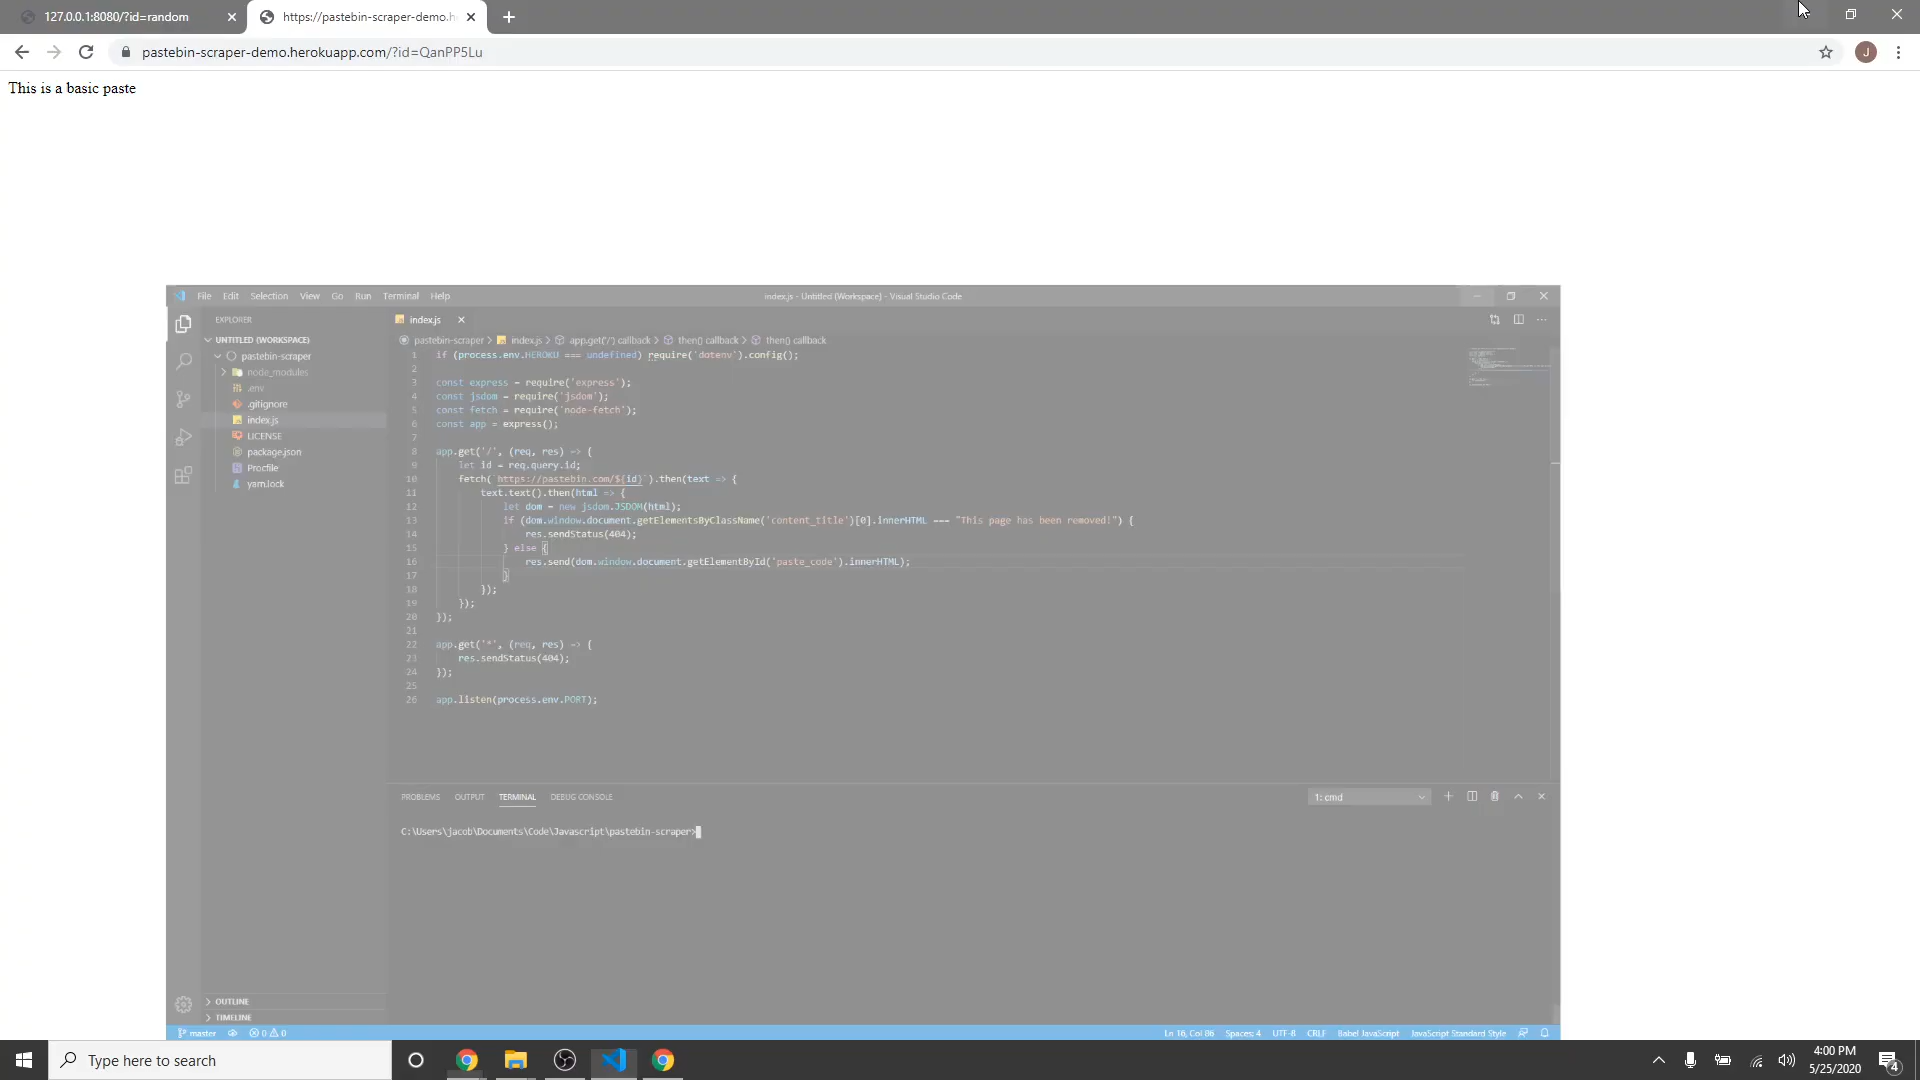 127.0.0.1:8080/?id=random
https://pastebin-scraper-demo.h
pastebin-scraper-demo.herokuapp.com/?id=QanPP5Lu
J
This is a basic paste
File Edit Selection View Go Run Terminal Help
index.js - Untitled (Workspace) - Visual Studio Code
EXPLORER
index.js
UNTITLED (WORKSPACE)
pastebin-scraper
node_modules
.env
.gitignore
index.js
LICENSE
package.json
Procfile
yarn.lock
pastebin-scraper > index.js > app.get('/') callback > then() callback > then() callback
1 if (process.env.HEROKU === undefined) require('dotenv').config();
2
3 const express = require('express');
4 const jsdom = require('jsdom');
5 const fetch = require('node-fetch');
6 const app = express();
7
8 app.get('/', (req, res) => {
9 let id = req.query.id;
10 fetch(`https://pastebin.com/${id}`).then(text => {
11 text.text().then(html => {
12 let dom = new jsdom.JSDOM(html);
13 if (dom.window.document.getElementsByClassName('content_title')[0].innerHTML === "This page has been removed!") {
14 res.sendStatus(404);
15 } else {
16 res.send(dom.window.document.getElementById('paste_code').innerHTML);
17 }
18 });
19 });
20 });
21
22 app.get('*', (req, res) => {
23 res.sendStatus(404);
24 });
25
26 app.listen(process.env.PORT);
PROBLEMS OUTPUT TERMINAL DEBUG CONSOLE
1: cmd
C:\Users\jacob\Documents\Code\Javascript\pastebin-scraper>
OUTLINE
TIMELINE
master 0 0
Ln 16, Col 86 Spaces: 4 UTF-8 CRLF Babel JavaScript JavaScript Standard Style
Type here to search
4:00 PM
5/25/2020
4